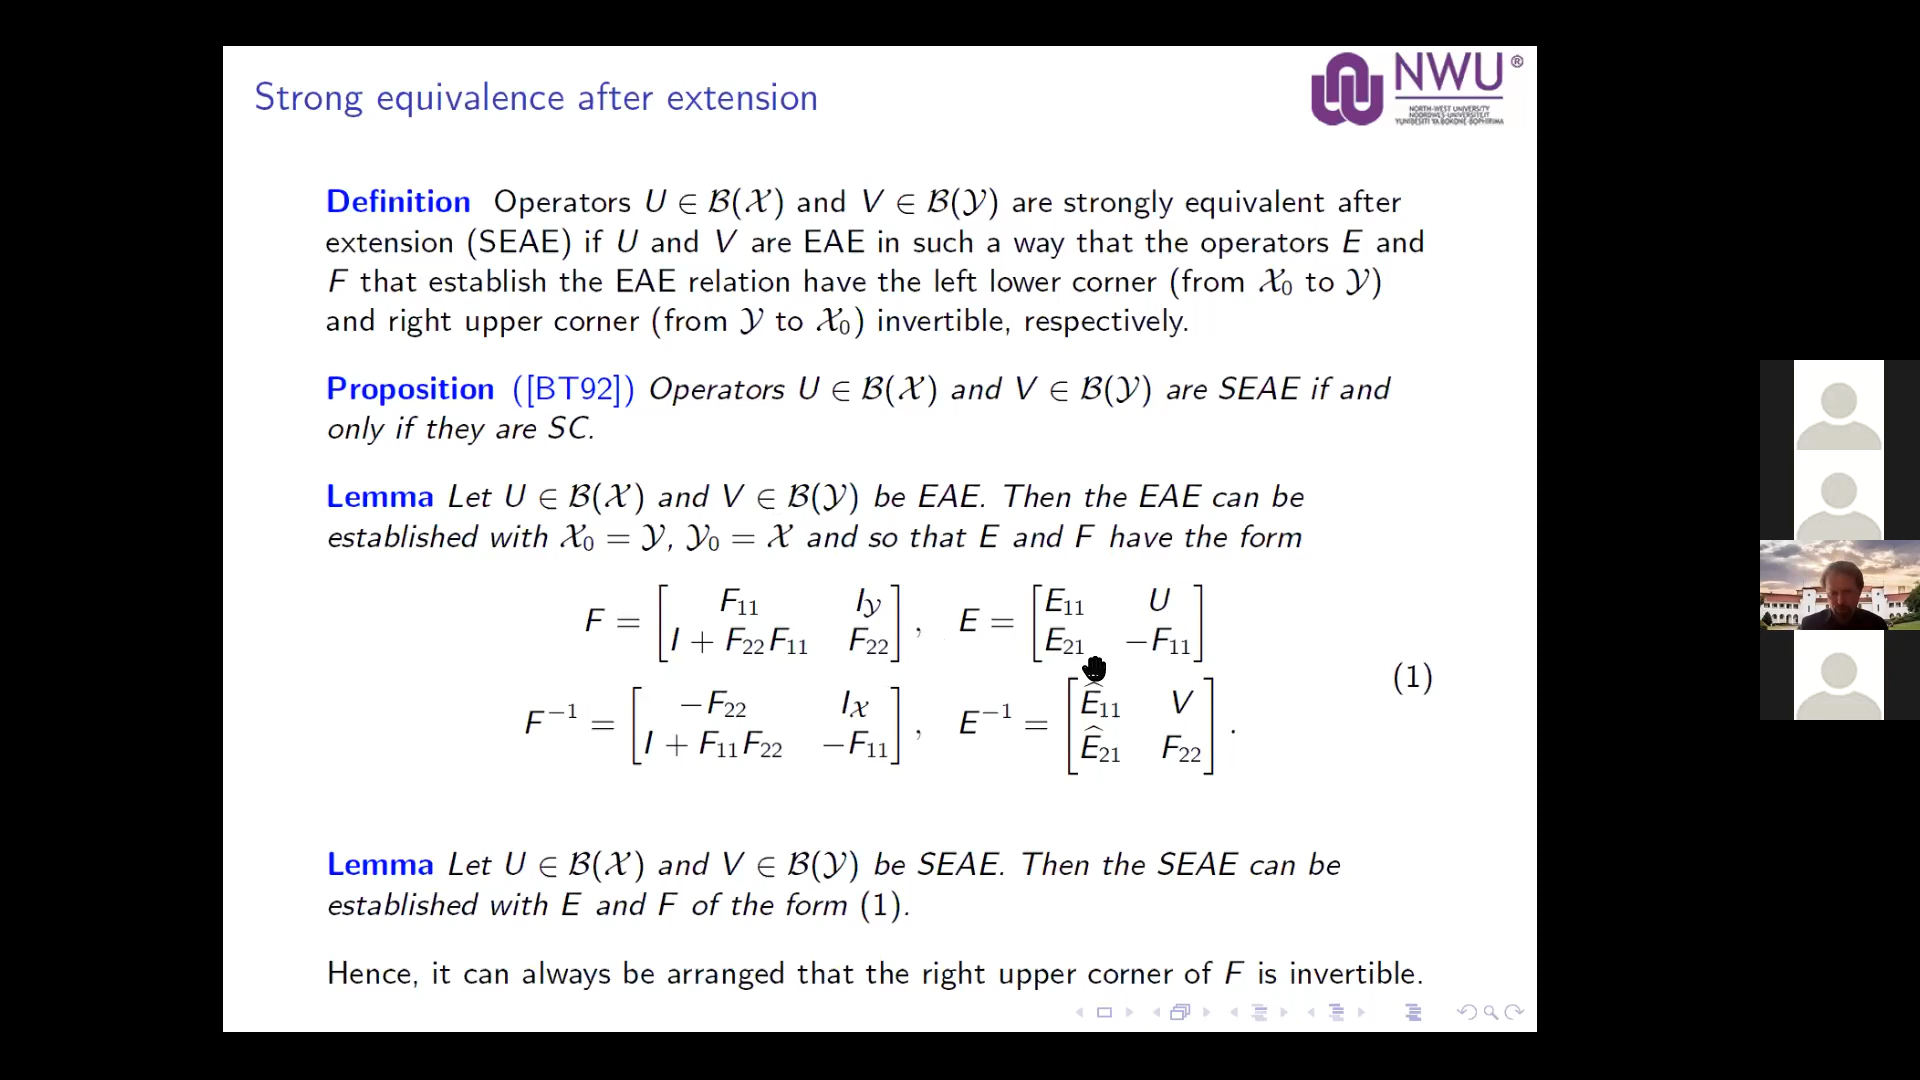 Strong equivalence after extension
NWU®
NORTH-WEST UNIVERSITY
NOORDWES-UNIVERSITEIT
YUNIBESITI YA BOKONE-BOPHIRIMA
Definition Operators U ∈ B(X) and V ∈ B(Y) are strongly equivalent after
extension (SEAE) if U and V are EAE in such a way that the operators E and
F that establish the EAE relation have the left lower corner (from X₀ to Y)
and right upper corner (from Y to X₀) invertible, respectively.
Proposition ([BT92]) Operators U ∈ B(X) and V ∈ B(Y) are SEAE if and
only if they are SC.
Lemma Let U ∈ B(X) and V ∈ B(Y) be EAE. Then the EAE can be
established with X₀ = Y, Y₀ = X and so that E and F have the form
F = [ F₁₁ I_Y ; I + F₂₂F₁₁ F₂₂ ], E = [ E₁₁ U ; E₂₁ −F₁₁ ]
(1)
F⁻¹ = [ −F₂₂ I_X ; I + F₁₁F₂₂ −F₁₁ ], E⁻¹ = [ Ê₁₁ V ; Ê₂₁ F₂₂ ].
Lemma Let U ∈ B(X) and V ∈ B(Y) be SEAE. Then the SEAE can be
established with E and F of the form (1).
Hence, it can always be arranged that the right upper corner of F is invertible.